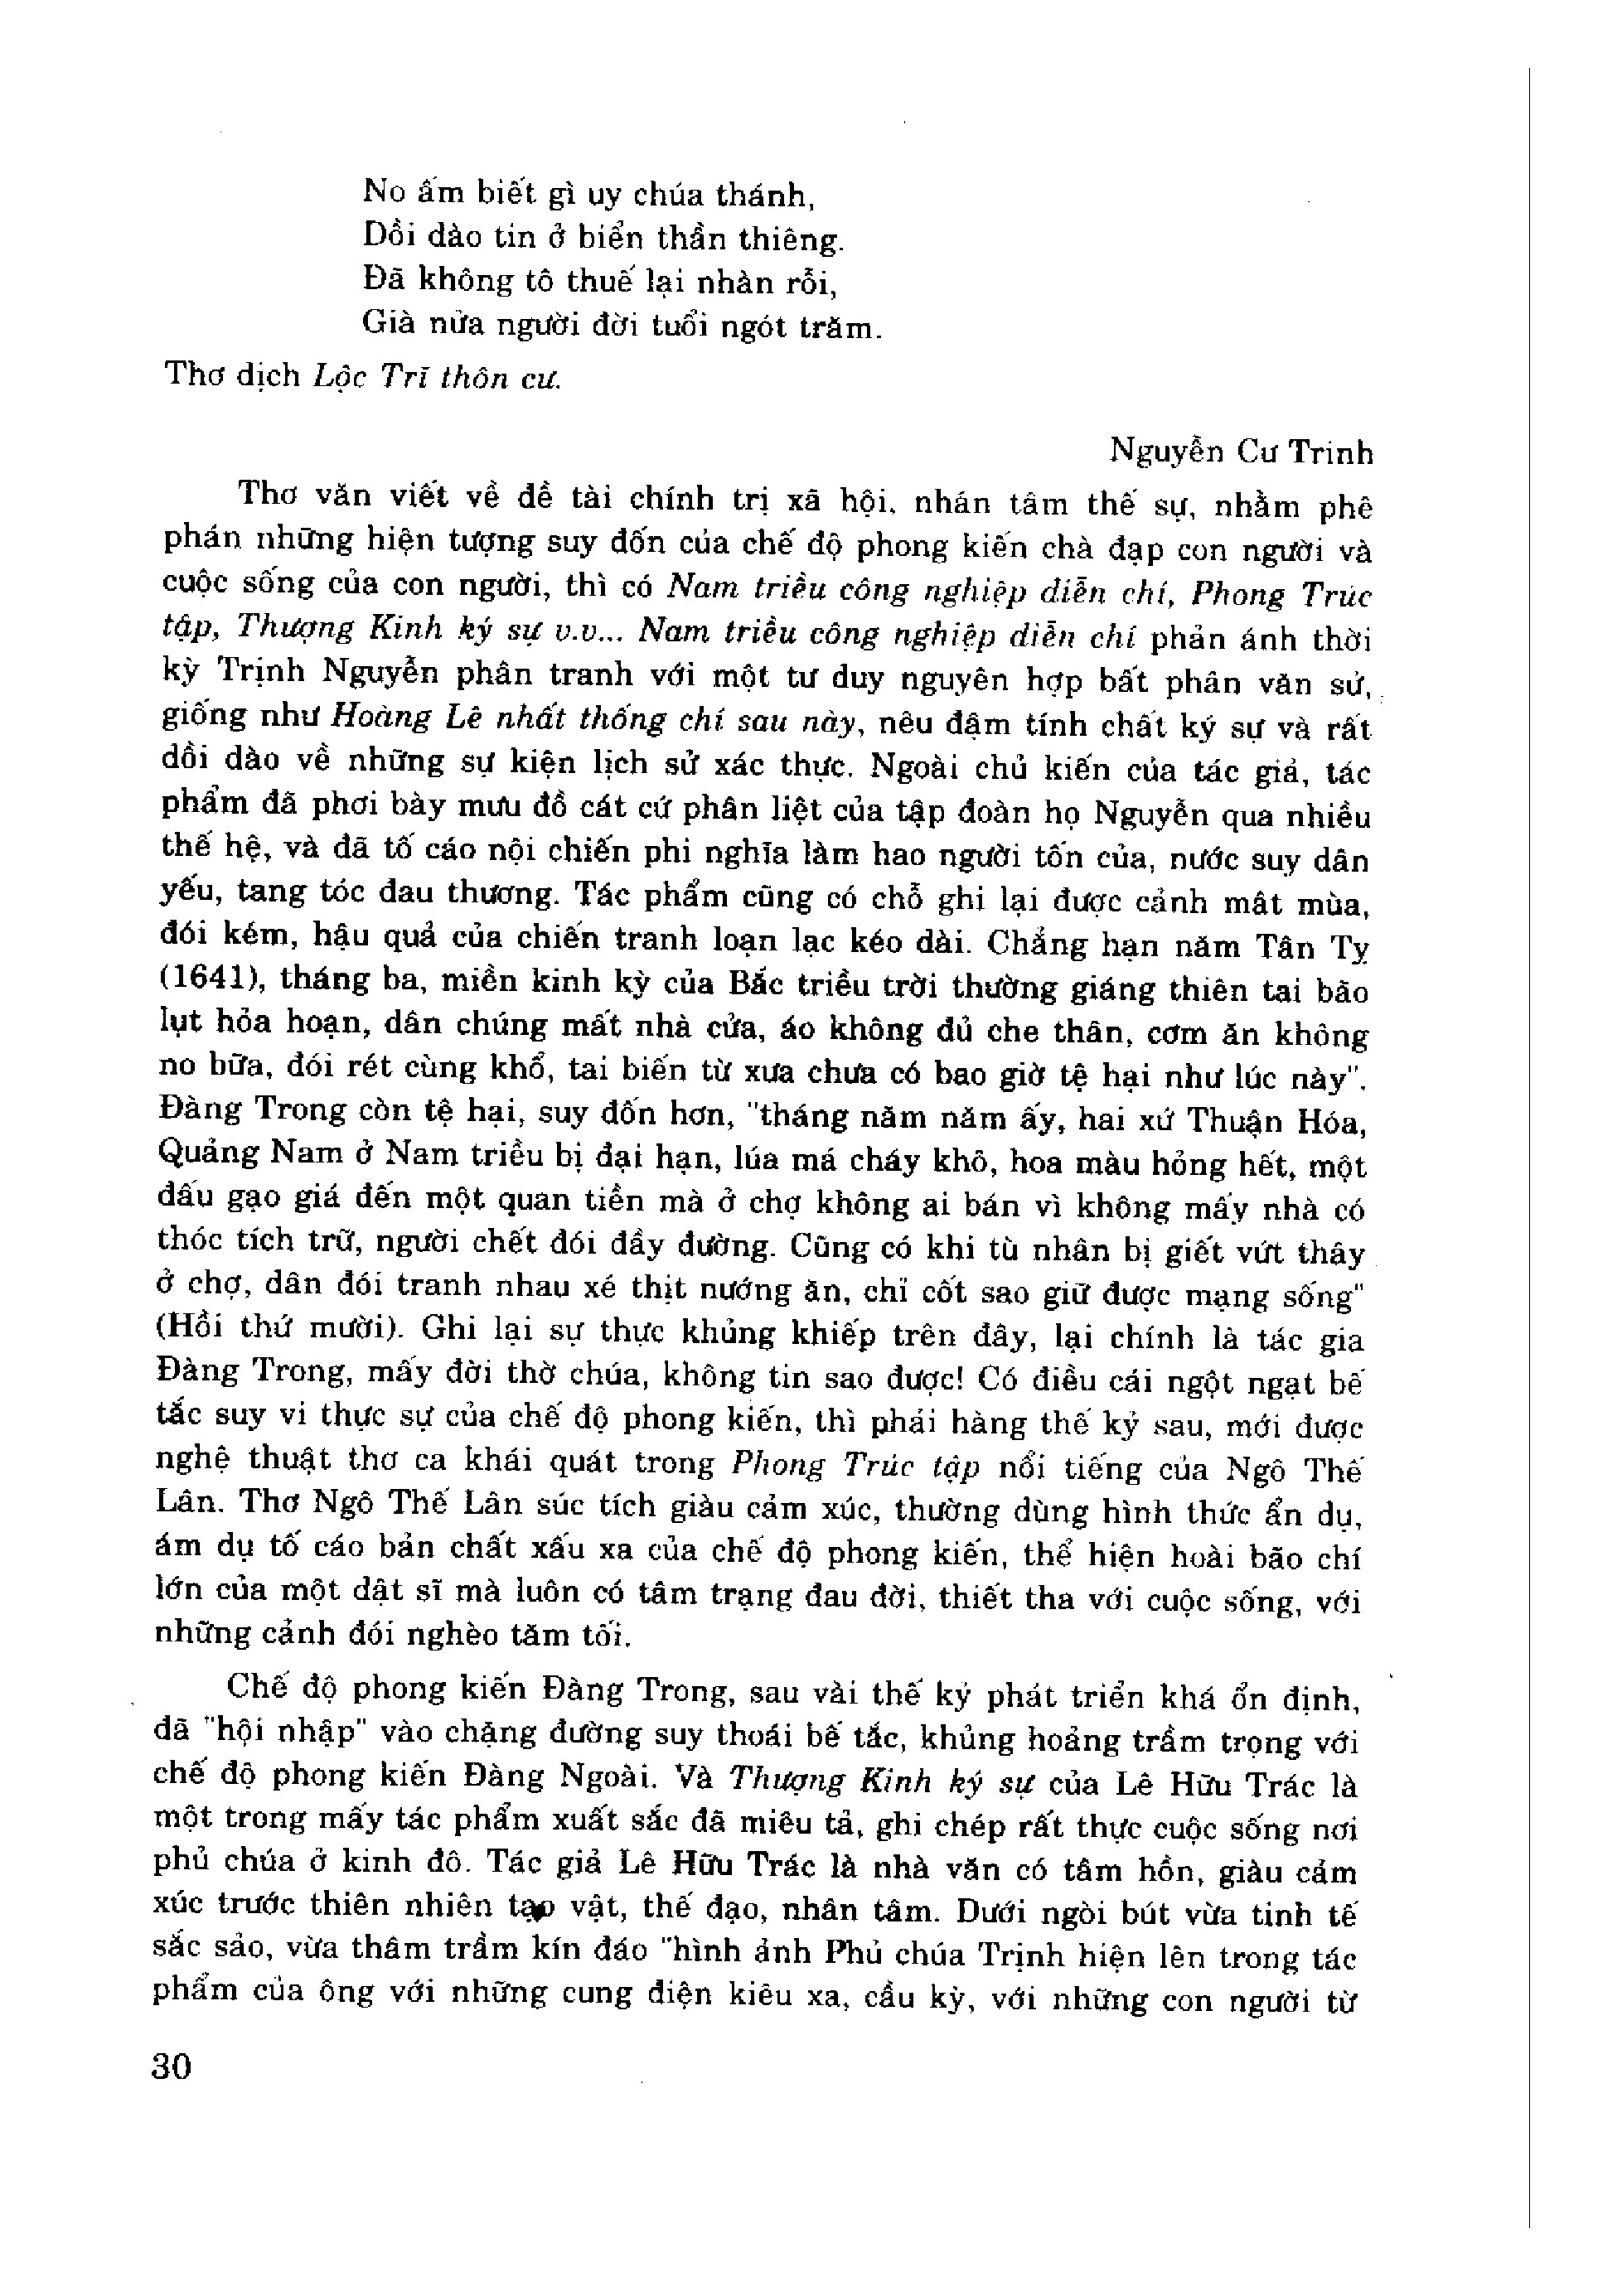 No ấm biết gì uy chúa thánh,
Dồi dào tin ở biển thần thiêng.
Đã không tô thuế lại nhàn rỗi,
Già nửa người đời tuổi ngót trăm.
Thơ dịch Lộc Trĩ thôn cư.
Nguyễn Cư Trinh
Thơ văn viết về đề tài chính trị xã hội, nhân tâm thế sự, nhằm phê
phán những hiện tượng suy đốn của chế độ phong kiến chà đạp con người và
cuộc sống của con người, thì có Nam triều công nghiệp diễn chí, Phong Trúc
tập, Thượng Kinh ký sự v.v... Nam triều công nghiệp diễn chí phản ánh thời
kỳ Trịnh Nguyễn phân tranh với một tư duy nguyên hợp bất phân văn sử,
giống như Hoàng Lê nhất thống chí sau này, nêu đậm tính chất ký sự và rất
dồi dào về những sự kiện lịch sử xác thực. Ngoài chủ kiến của tác giả, tác
phẩm đã phơi bày mưu đồ cát cứ phân liệt của tập đoàn họ Nguyễn qua nhiều
thế hệ, và đã tố cáo nội chiến phi nghĩa làm hao người tốn của, nước suy dân
yếu, tang tóc đau thương. Tác phẩm cũng có chỗ ghi lại được cảnh mất mùa,
đói kém, hậu quả của chiến tranh loạn lạc kéo dài. Chẳng hạn năm Tân Tỵ
(1641), tháng ba, miền kinh kỳ của Bắc triều trời thường giáng thiên tai bão
lụt hỏa hoạn, dân chúng mất nhà cửa, áo không đủ che thân, cơm ăn không
no bữa, đói rét cùng khổ, tai biến từ xưa chưa có bao giờ tệ hại như lúc này".
Đàng Trong còn tệ hại, suy đốn hơn, "tháng năm năm ấy, hai xứ Thuận Hóa,
Quảng Nam ở Nam triều bị đại hạn, lúa má cháy khô, hoa màu hỏng hết, một
đấu gạo giá đến một quan tiền mà ở chợ không ai bán vì không mấy nhà có
thóc tích trữ, người chết đói đầy đường. Cũng có khi tù nhân bị giết vứt thây
ở chợ, dân đói tranh nhau xé thịt nướng ăn, chỉ cốt sao giữ được mạng sống"
(Hồi thứ mười). Ghi lại sự thực khủng khiếp trên đây, lại chính là tác gia
Đàng Trong, mấy đời thờ chúa, không tin sao được! Có điều cái ngột ngạt bế
tắc suy vi thực sự của chế độ phong kiến, thì phải hàng thế kỷ sau, mới được
nghệ thuật thơ ca khái quát trong Phong Trúc tập nổi tiếng của Ngô Thế
Lân. Thơ Ngô Thế Lân súc tích giàu cảm xúc, thường dùng hình thức ẩn dụ,
ám dụ tố cáo bản chất xấu xa của chế độ phong kiến, thể hiện hoài bão chí
lớn của một dật sĩ mà luôn có tâm trạng đau đời, thiết tha với cuộc sống, với
những cảnh đói nghèo tăm tối.
Chế độ phong kiến Đàng Trong, sau vài thế kỷ phát triển khá ổn định,
đã "hội nhập" vào chặng đường suy thoái bế tắc, khủng hoảng trầm trọng với
chế độ phong kiến Đàng Ngoài. Và Thượng Kinh ký sự của Lê Hữu Trác là
một trong mấy tác phẩm xuất sắc đã miêu tả, ghi chép rất thực cuộc sống nơi
phủ chúa ở kinh đô. Tác giả Lê Hữu Trác là nhà văn có tâm hồn, giàu cảm
xúc trước thiên nhiên tạo vật, thế đạo, nhân tâm. Dưới ngòi bút vừa tinh tế
sắc sảo, vừa thâm trầm kín đáo "hình ảnh Phủ chúa Trịnh hiện lên trong tác
phẩm của ông với những cung điện kiêu xa, cầu kỳ, với những con người từ
30